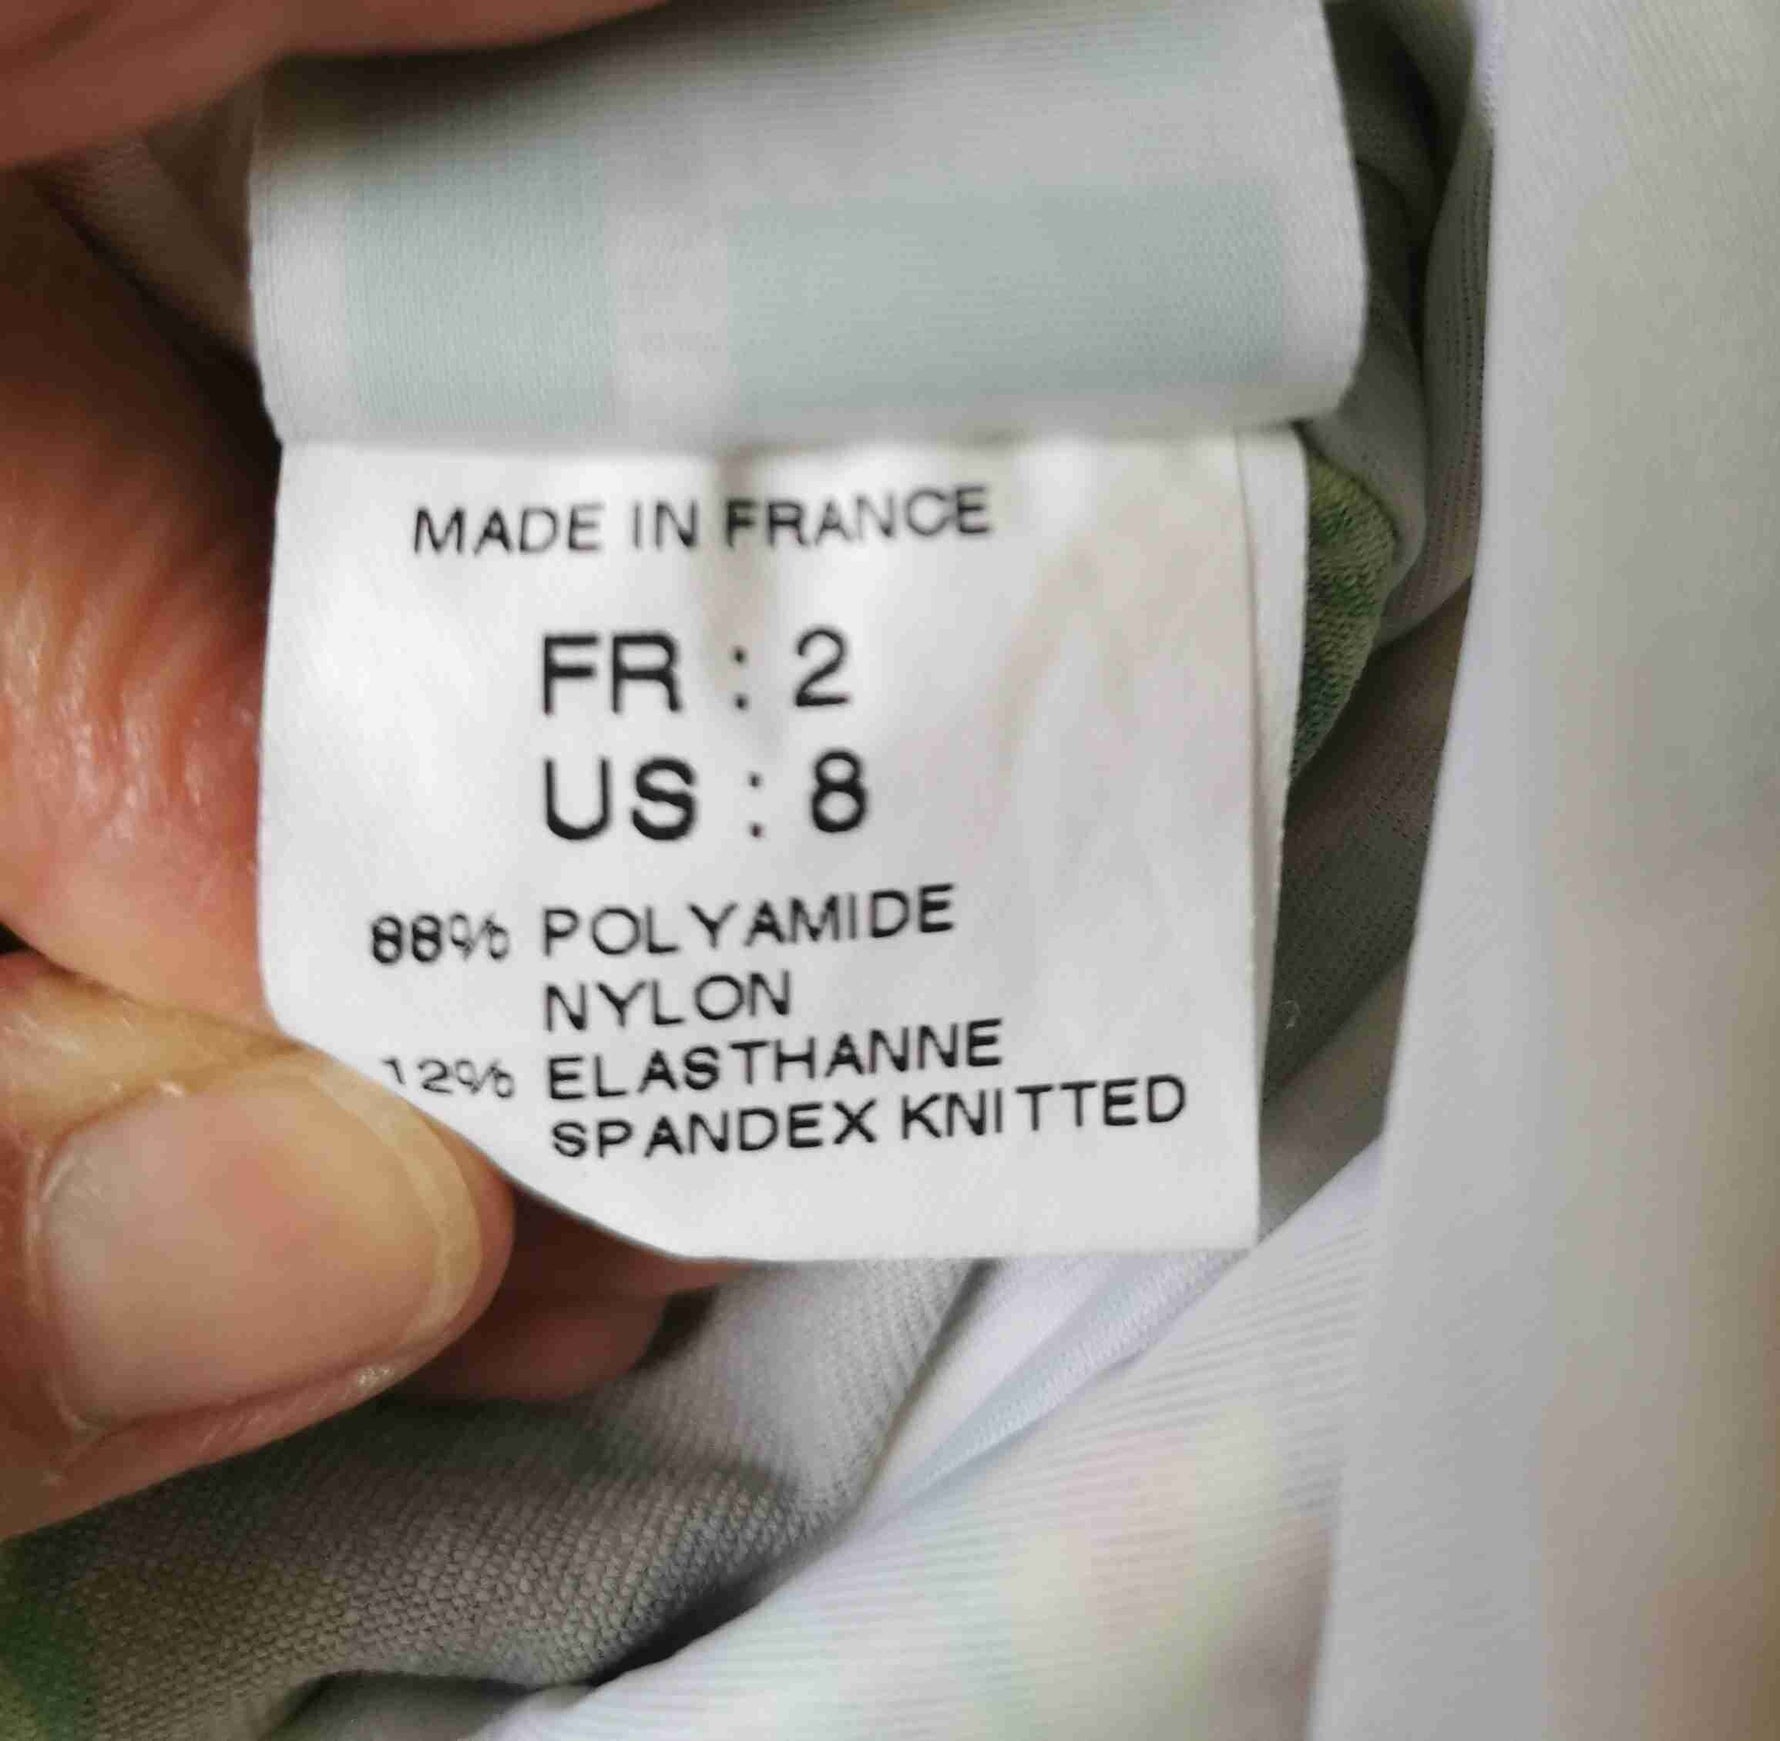 MADE IN FRANCE
FR : 2
US : 8
88% POLYAMIDE
NYLON
12% ELASTHANNE
SPANDEX KNITTED